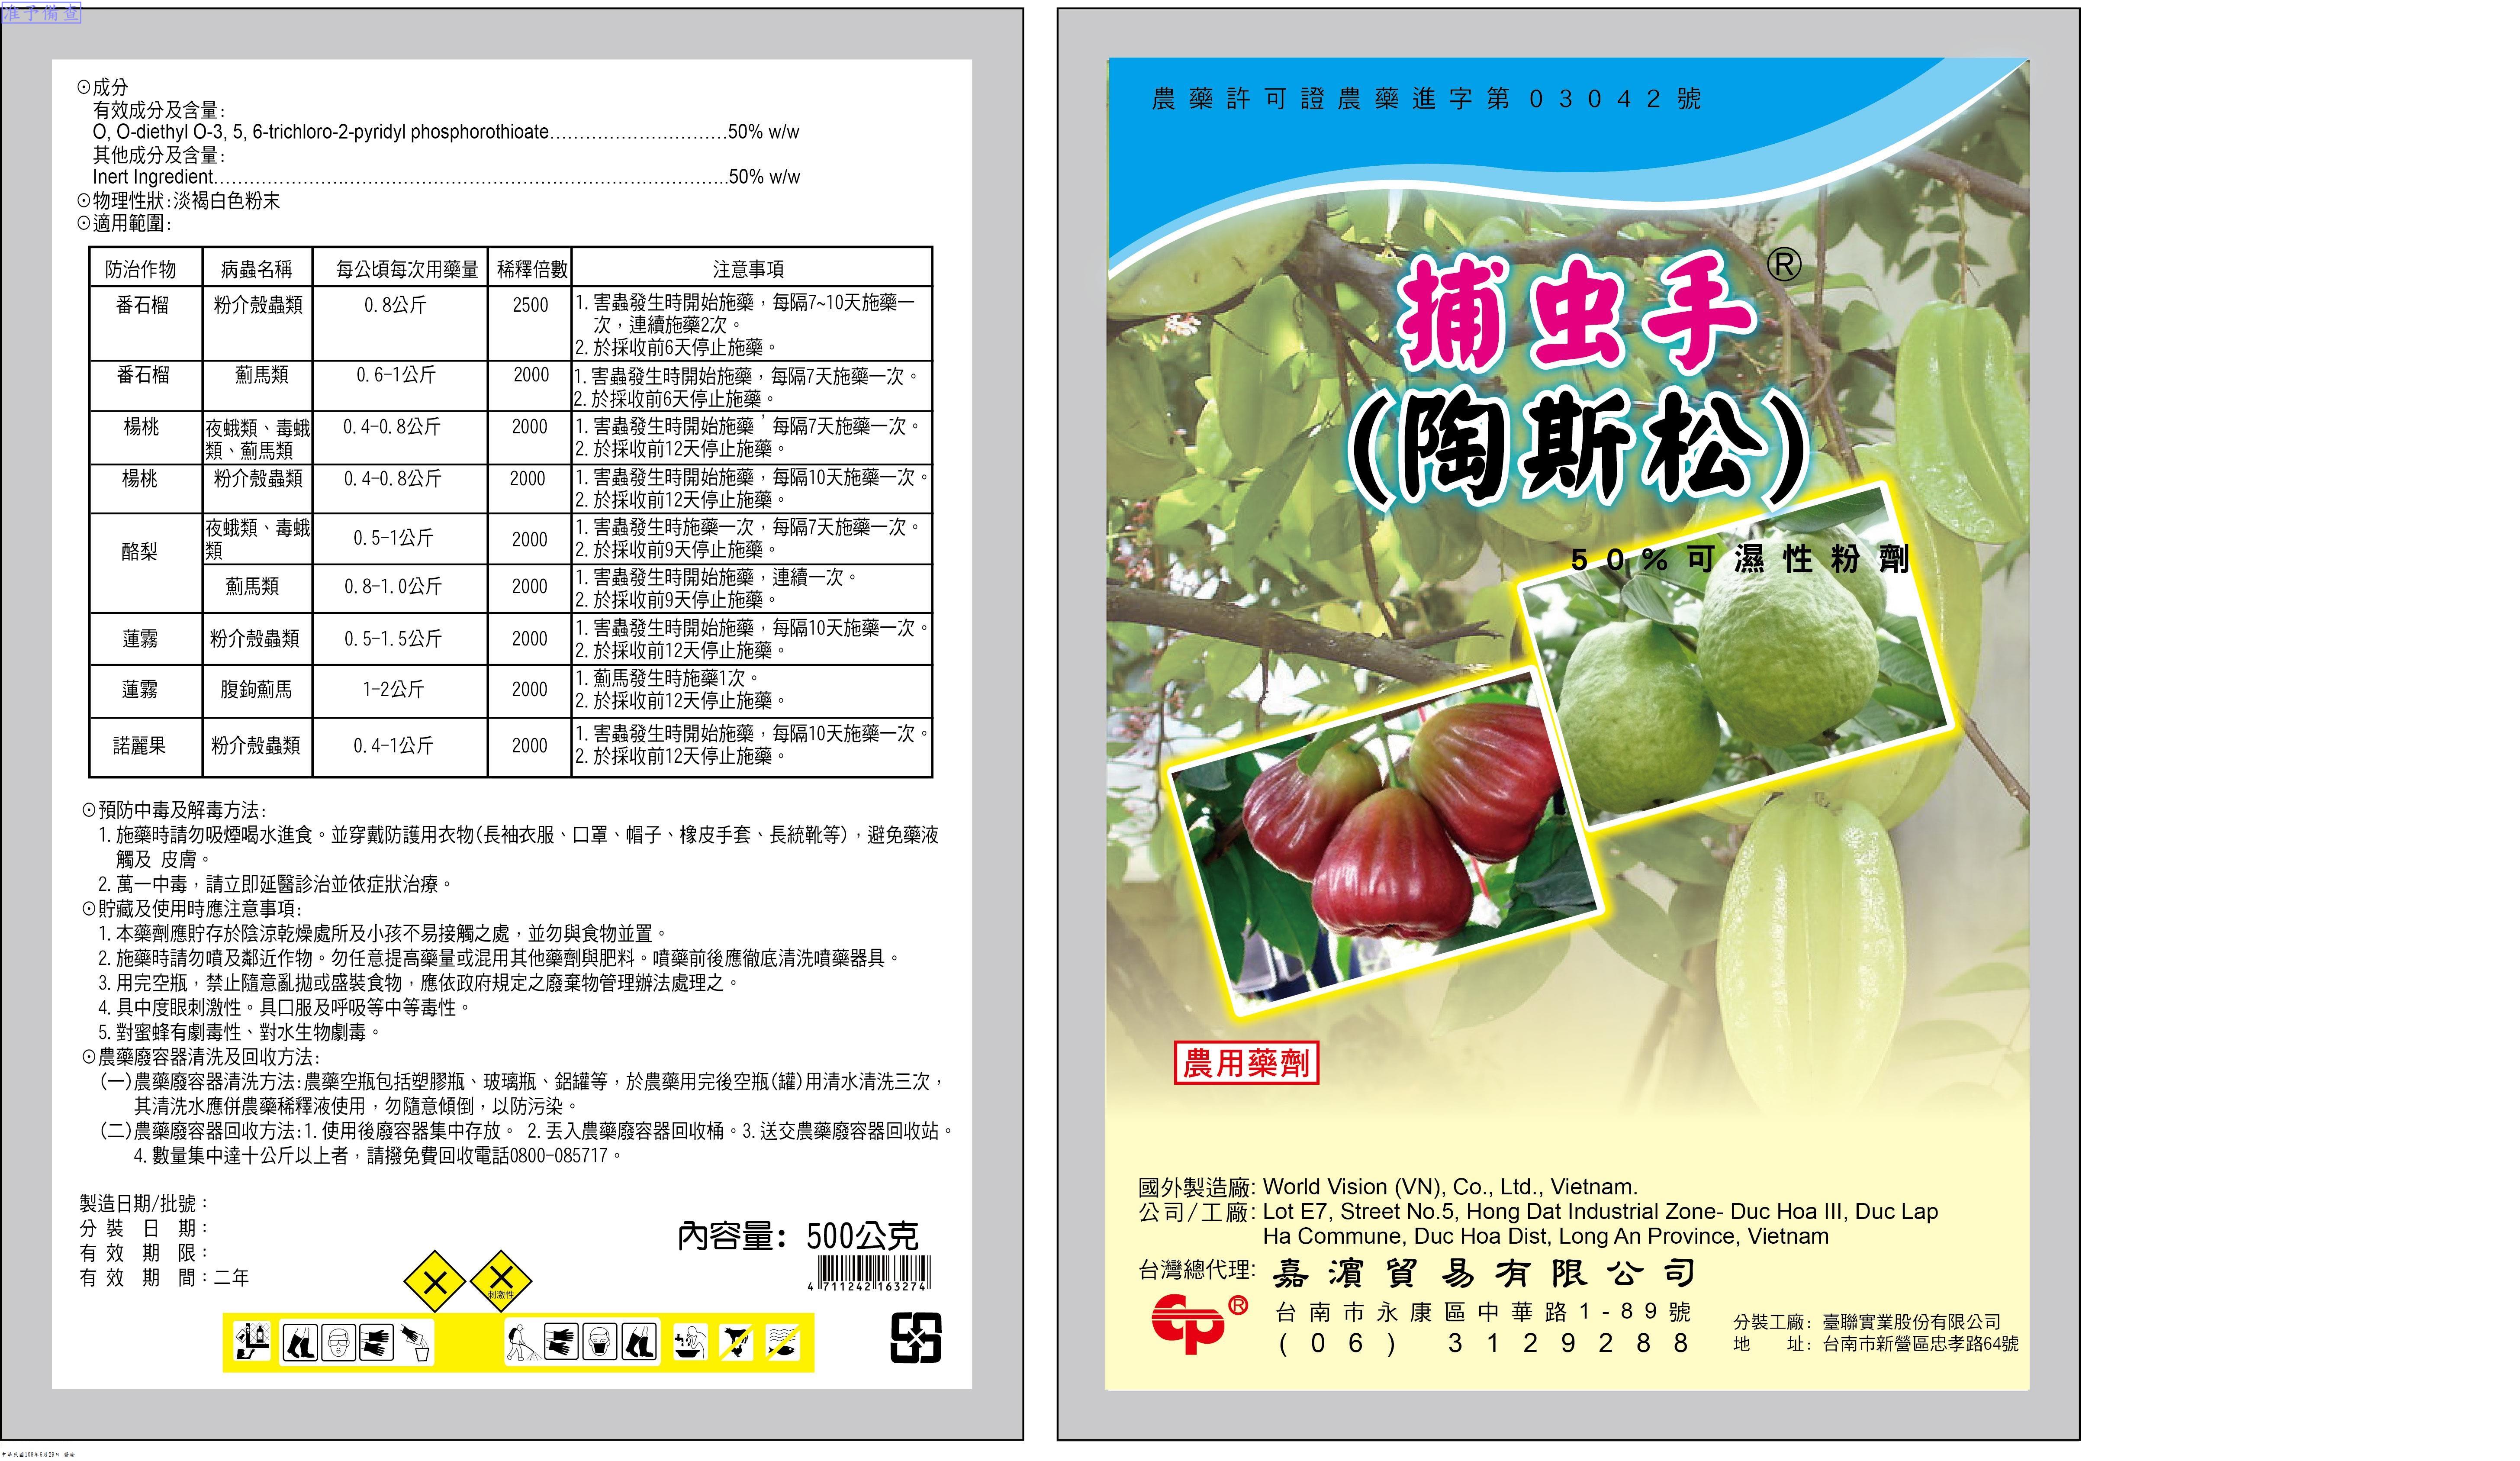 准予備查
⊙成分
有效成分及含量:
O, O-diethyl O-3, 5, 6-trichloro-2-pyridyl phosphorothioate…………………………50% w/w
其他成分及含量:
Inert Ingredient……………………………………………………………………………..50% w/w
⊙物理性狀:淡褐白色粉末
⊙適用範圍:
防治作物 病蟲名稱 每公頃每次用藥量 稀釋倍數 注意事項
番石榴 粉介殼蟲類 0.8公斤 2500 1.害蟲發生時開始施藥，每隔7~10天施藥一
次，連續施藥2次。
2.於採收前6天停止施藥。
番石榴 薊馬類 0.6-1公斤 2000 1.害蟲發生時開始施藥，每隔7天施藥一次。
2.於採收前6天停止施藥。
楊桃 夜蛾類、毒蛾 0.4-0.8公斤 2000 1.害蟲發生時開始施藥，每隔7天施藥一次。
類、薊馬類 2.於採收前12天停止施藥。
楊桃 粉介殼蟲類 0.4-0.8公斤 2000 1.害蟲發生時開始施藥，每隔10天施藥一次。
2.於採收前12天停止施藥。
酪梨 夜蛾類、毒蛾 0.5-1公斤 2000 1.害蟲發生時施藥一次，每隔7天施藥一次。
類 2.於採收前9天停止施藥。
薊馬類 0.8-1.0公斤 2000 1.害蟲發生時開始施藥，連續一次。
2.於採收前9天停止施藥。
蓮霧 粉介殼蟲類 0.5-1.5公斤 2000 1.害蟲發生時開始施藥，每隔10天施藥一次。
2.於採收前12天停止施藥。
蓮霧 腹鉤薊馬 1-2公斤 2000 1.薊馬發生時施藥1次。
2.於採收前12天停止施藥。
諾麗果 粉介殼蟲類 0.4-1公斤 2000 1.害蟲發生時開始施藥，每隔10天施藥一次。
2.於採收前12天停止施藥。
⊙預防中毒及解毒方法:
1.施藥時請勿吸煙喝水進食。並穿戴防護用衣物(長袖衣服、口罩、帽子、橡皮手套、長統靴等)，避免藥液
觸及 皮膚。
2.萬一中毒，請立即延醫診治並依症狀治療。
⊙貯藏及使用時應注意事項:
1.本藥劑應貯存於陰涼乾燥處所及小孩不易接觸之處，並勿與食物並置。
2.施藥時請勿噴及鄰近作物。勿任意提高藥量或混用其他藥劑與肥料。噴藥前後應徹底清洗噴藥器具。
3.用完空瓶，禁止隨意亂拋或盛裝食物，應依政府規定之廢棄物管理辦法處理之。
4.具中度眼刺激性。具口服及呼吸等中等毒性。
5.對蜜蜂有劇毒性、對水生物劇毒。
⊙農藥廢容器清洗及回收方法:
(一)農藥廢容器清洗方法:農藥空瓶包括塑膠瓶、玻璃瓶、鋁罐等，於農藥用完後空瓶(罐)用清水清洗三次，
其清洗水應併農藥稀釋液使用，勿隨意傾倒，以防污染。
(二)農藥廢容器回收方法:1.使用後廢容器集中存放。 2.丟入農藥廢容器回收桶。3.送交農藥廢容器回收站。
4.數量集中達十公斤以上者，請撥免費回收電話0800-085717。
製造日期/批號：
分 裝 日 期：
有 效 期 限：
有 效 期 間：二年
內容量: 500公克
4 711242 163274
刺激性
中華民國109年6月29日 簽發
農藥許可證農藥進字第03042號
捕虫手®
(陶斯松)
50%可濕性粉劑
農用藥劑
國外製造廠: World Vision (VN), Co., Ltd., Vietnam.
公司/工廠: Lot E7, Street No.5, Hong Dat Industrial Zone- Duc Hoa III, Duc Lap
Ha Commune, Duc Hoa Dist, Long An Province, Vietnam
台灣總代理: 嘉濱貿易有限公司
CP®
台南市永康區中華路1-89號
(06) 3129288
分裝工廠: 臺聯實業股份有限公司
地 址: 台南市新營區忠孝路64號